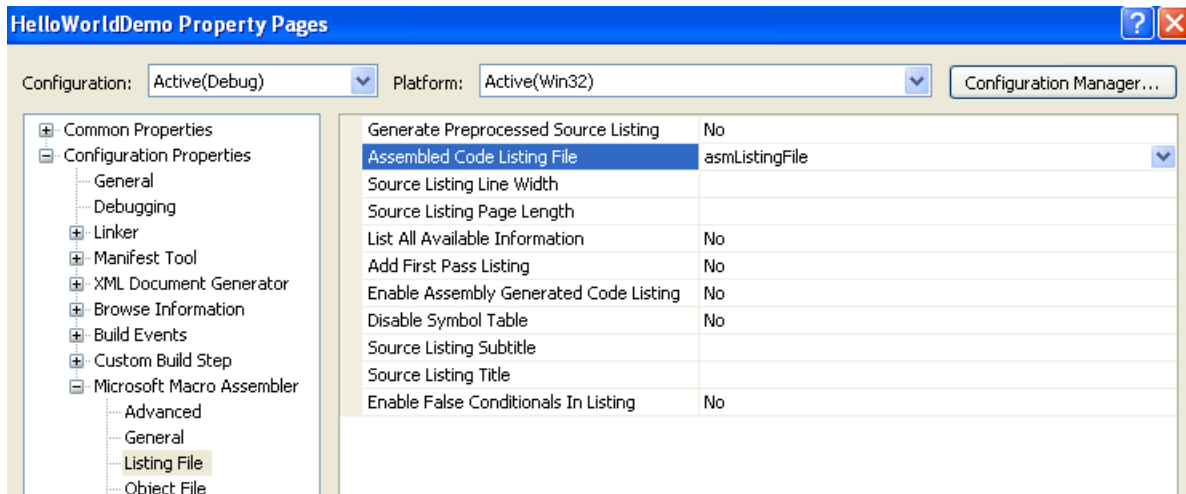 HelloWorldDemo Property Pages
Configuration: Active(Debug) Platform: Active(Win32) Configuration Manager...
Common Properties
Configuration Properties
General
Debugging
Linker
Manifest Tool
XML Document Generator
Browse Information
Build Events
Custom Build Step
Microsoft Macro Assembler
Advanced
General
Listing File
Object File
Generate Preprocessed Source Listing No
Assembled Code Listing File asmListingFile
Source Listing Line Width
Source Listing Page Length
List All Available Information No
Add First Pass Listing No
Enable Assembly Generated Code Listing No
Disable Symbol Table No
Source Listing Subtitle
Source Listing Title
Enable False Conditionals In Listing No